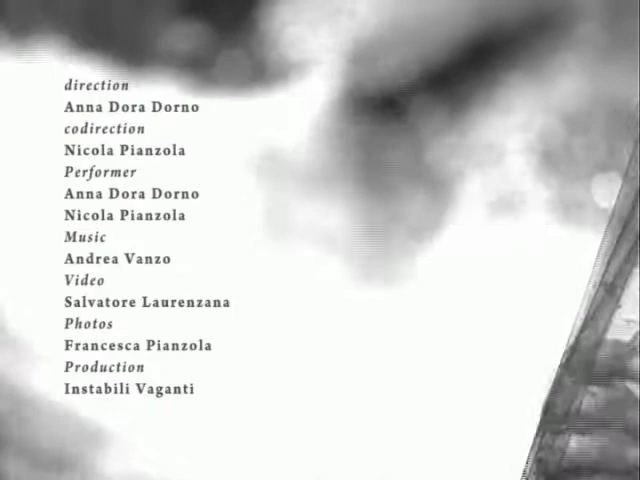 direction
Anna Dora Dorno
codirection
Nicola Pianzola
Performer
Anna Dora Dorno
Nicola Pianzola
Music
Andrea Vanzo
Video
Salvatore Laurenzana
Photos
Francesca Pianzola
Production
Instabili Vaganti